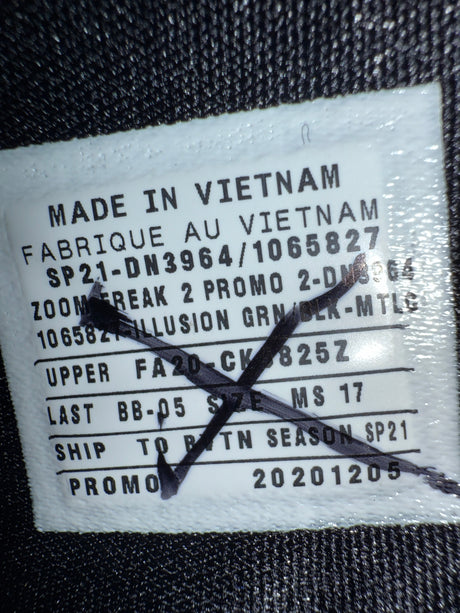 MADE IN VIETNAM
FABRIQUE AU VIETNAM
SP21-DN3964/1065827
ZOOM FREAK 2 PROMO 2-DN3964
1065827 ILLUSION GRN/BLK-MTLC
UPPER FA20-CK5825Z
LAST BB-05 SIZE MS 17
SHIP TO RTTN SEASON SP21
PROMO 20201205